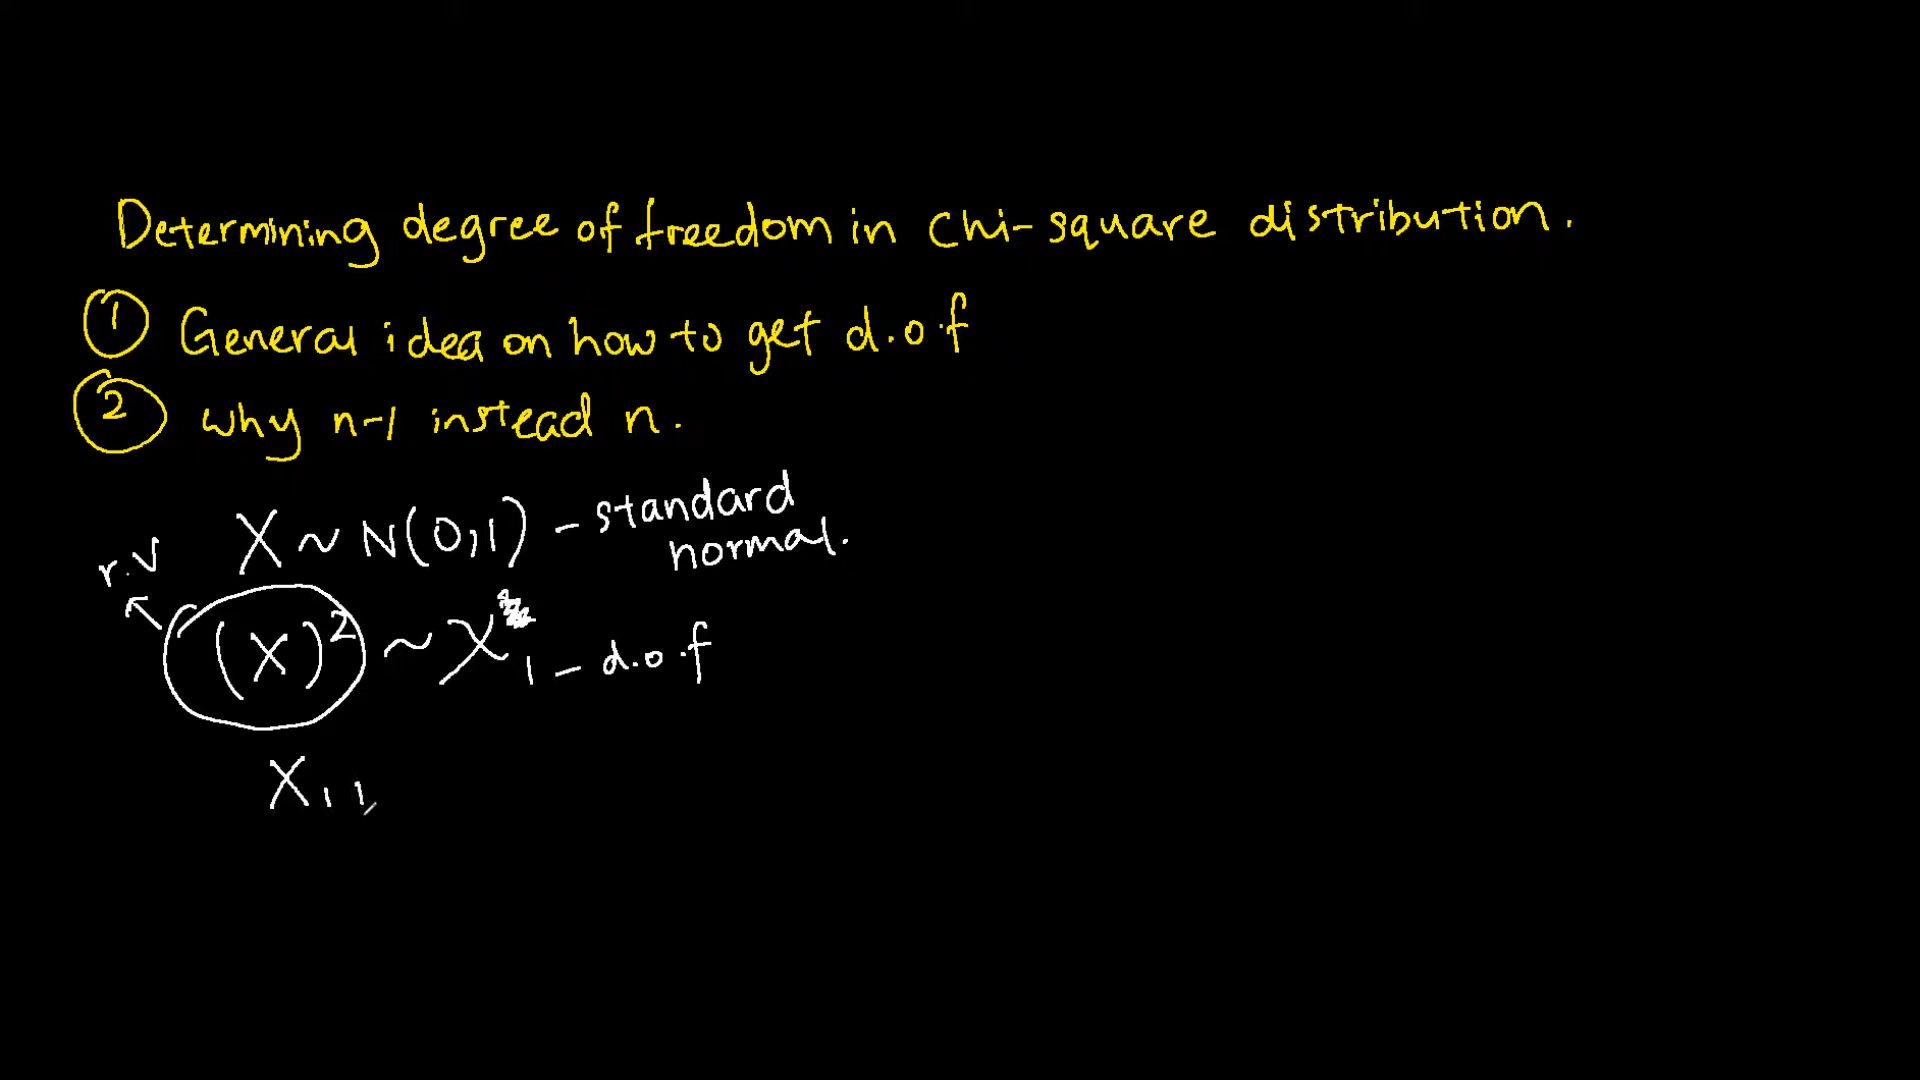 Determining degree of freedom in chi-square distribution.
① General idea on how to get d.o.f
② why n-1 instead n.
X ~ N(0,1) - standard normal.
r.v
(X)² ~ X₁ - d.o.f
X₁